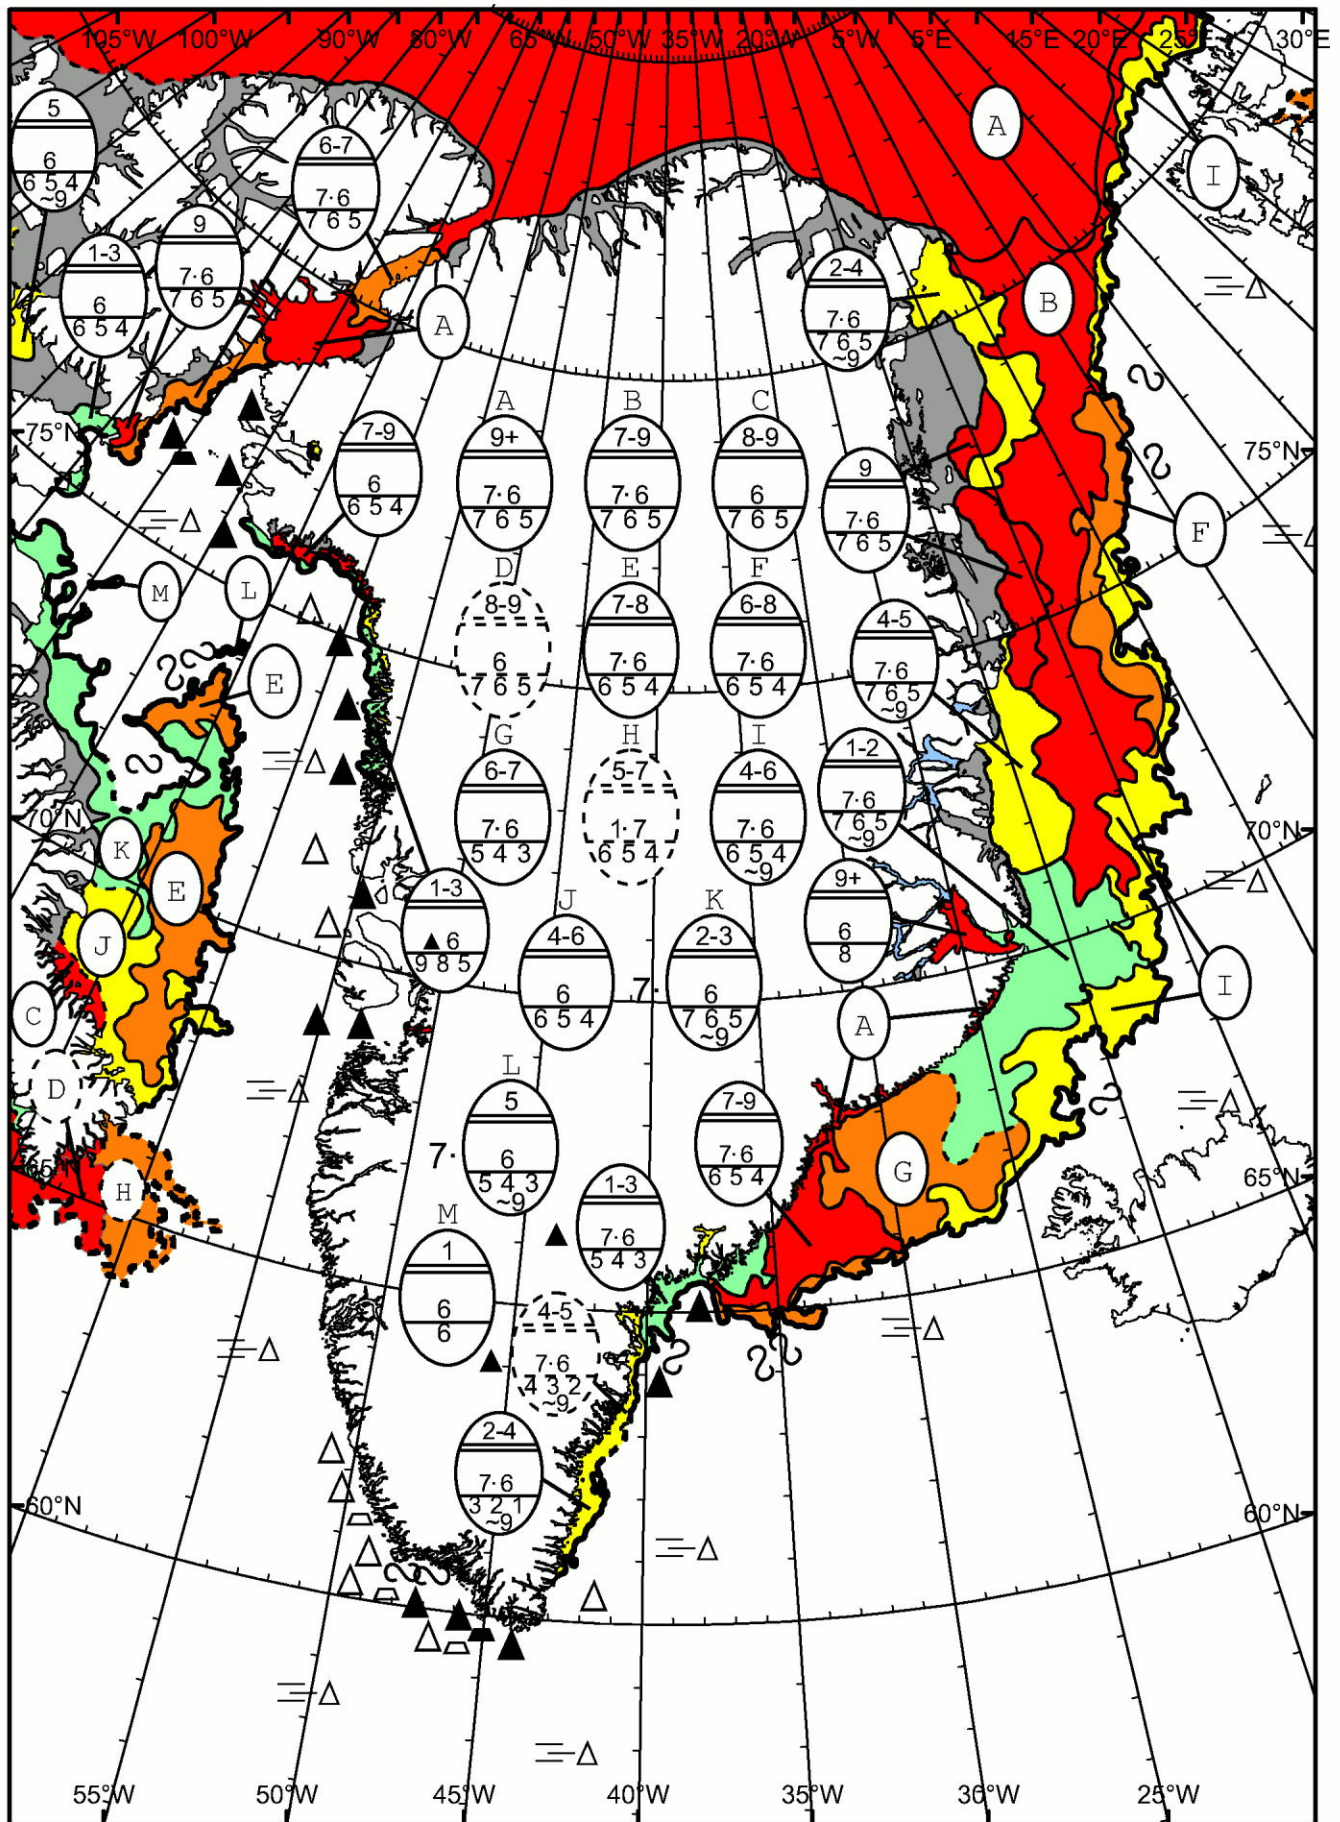 105°W 100°W 90°W 80°W 65°W 50°W 35°W 20°W 5°W 5°E 15°E 20°E 25°E 30°E
5
6
6 5 4
~9
6-7
7·6
7 6 5
A
I
9
7·6
7 6 5
1-3
6
6 5 4
A
2-4
7·6
7 6 5
~9
B
75°N
75°N
7-9
6
6 5 4
A
9+
7·6
7 6 5
B
7-9
7·6
7 6 5
C
8-9
6
7 6 5
9
7·6
7 6 5
F
M
L
E
D
8-9
6
7 6 5
E
7-8
7·6
6 5 4
F
6-8
7·6
6 5 4
4-5
7·6
7 6 5
~9
G
6-7
7·6
5 4 3
H
5-7
1·7
6 5 4
I
4-6
7·6
6 5 4
~9
1-2
7·6
7 6 5
~9
70°N
70°N
K
E
J
1-3
6
9 8 5
J
4-6
6
6 5 4
K
2-3
7·
6
7 6 5
~9
9+
6
8
I
C
A
D
L
5
7·
6
5 4 3
~9
7-9
7·6
6 5 4
G
65°N
65°N
H
1-3
7·6
5 4 3
M
1
6
6
4-5
7·6
4 3 2
~9
2-4
7·6
3 2 1
~9
60°N
60°N
55°W 50°W 45°W 40°W 35°W 30°W 25°W